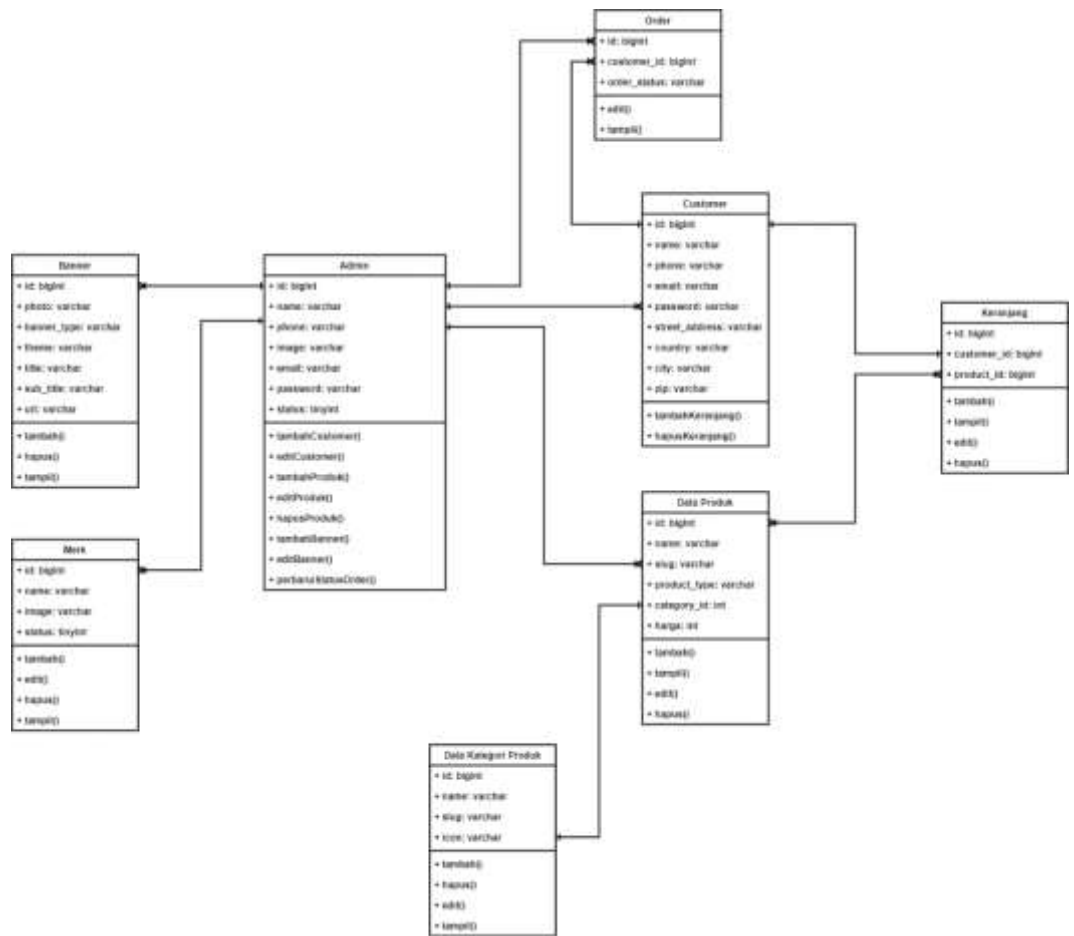 Order
+ id: bigInt
+ customer_id: bigInt
+ order_status: varchar
+ edit()
+ tampil()
Customer
+ id: bigInt
+ name: varchar
+ phone: varchar
+ email: varchar
+ password: varchar
+ street_address: varchar
+ country: varchar
+ city: varchar
+ zip: varchar
+ tambahKeranjang()
+ hapusKeranjang()
Banner
+ id: bigInt
+ photo: varchar
+ banner_type: varchar
+ theme: varchar
+ title: varchar
+ sub_title: varchar
+ url: varchar
+ tambah()
+ hapus()
+ tampil()
Admin
+ id: bigInt
+ name: varchar
+ phone: varchar
+ image: varchar
+ email: varchar
+ password: varchar
+ status: tinyInt
+ tambahCustomer()
+ editCustomer()
+ tambahProduk()
+ editProduk()
+ hapusProduk()
+ tambahBanner()
+ editBanner()
+ perbaruiStatusOrder()
Keranjang
+ id: bigInt
+ customer_id: bigInt
+ product_id: bigInt
+ tambah()
+ tampil()
+ edit()
+ hapus()
Merk
+ id: bigInt
+ name: varchar
+ image: varchar
+ status: tinyInt
+ tambah()
+ edit()
+ hapus()
+ tampil()
Data Produk
+ id: bigInt
+ name: varchar
+ slug: varchar
+ product_type: varchar
+ category_id: int
+ harga: int
+ tambah()
+ tampil()
+ edit()
+ hapus()
Data Kategori Produk
+ id: bigInt
+ name: varchar
+ slug: varchar
+ icon: varchar
+ tambah()
+ hapus()
+ edit()
+ tampil()